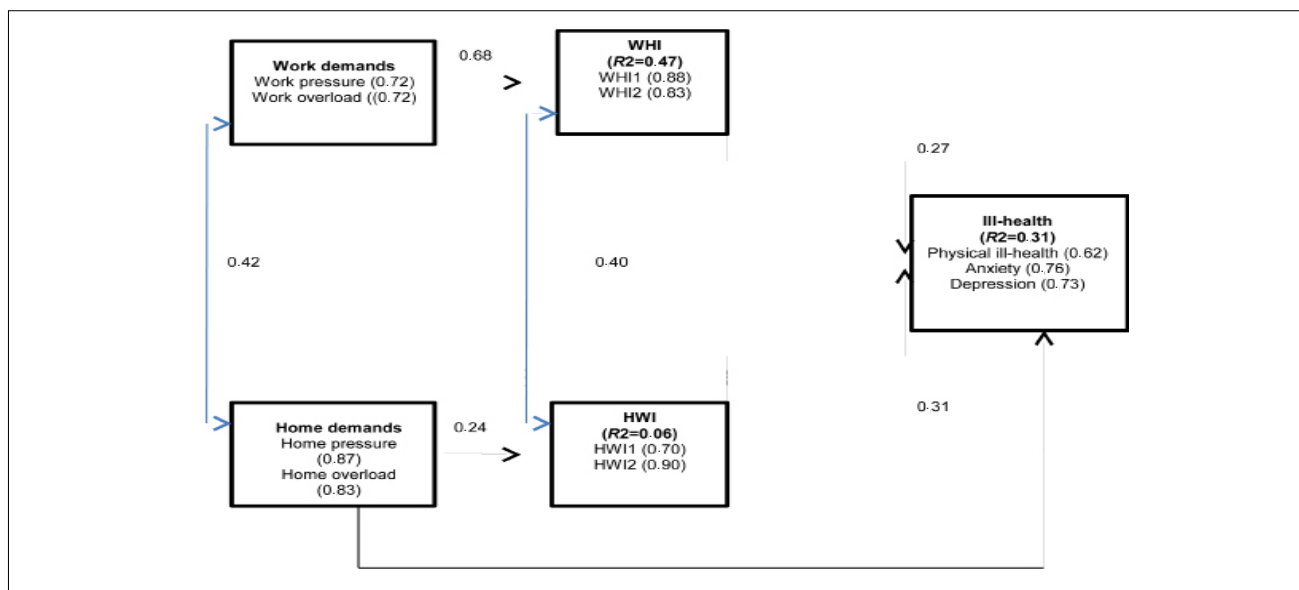 Work demands
Work pressure (0.72)
Work overload ((0.72)
0.68
WHI
(R2=0.47)
WHI1 (0.88)
WHI2 (0.83)
0.27
Ill-health
(R2=0.31)
Physical ill-health (0.62)
Anxiety (0.76)
Depression (0.73)
0.42
0.40
0.31
Home demands
Home pressure
(0.87)
Home overload
(0.83)
0.24
HWI
(R2=0.06)
HWI1 (0.70)
HWI2 (0.90)